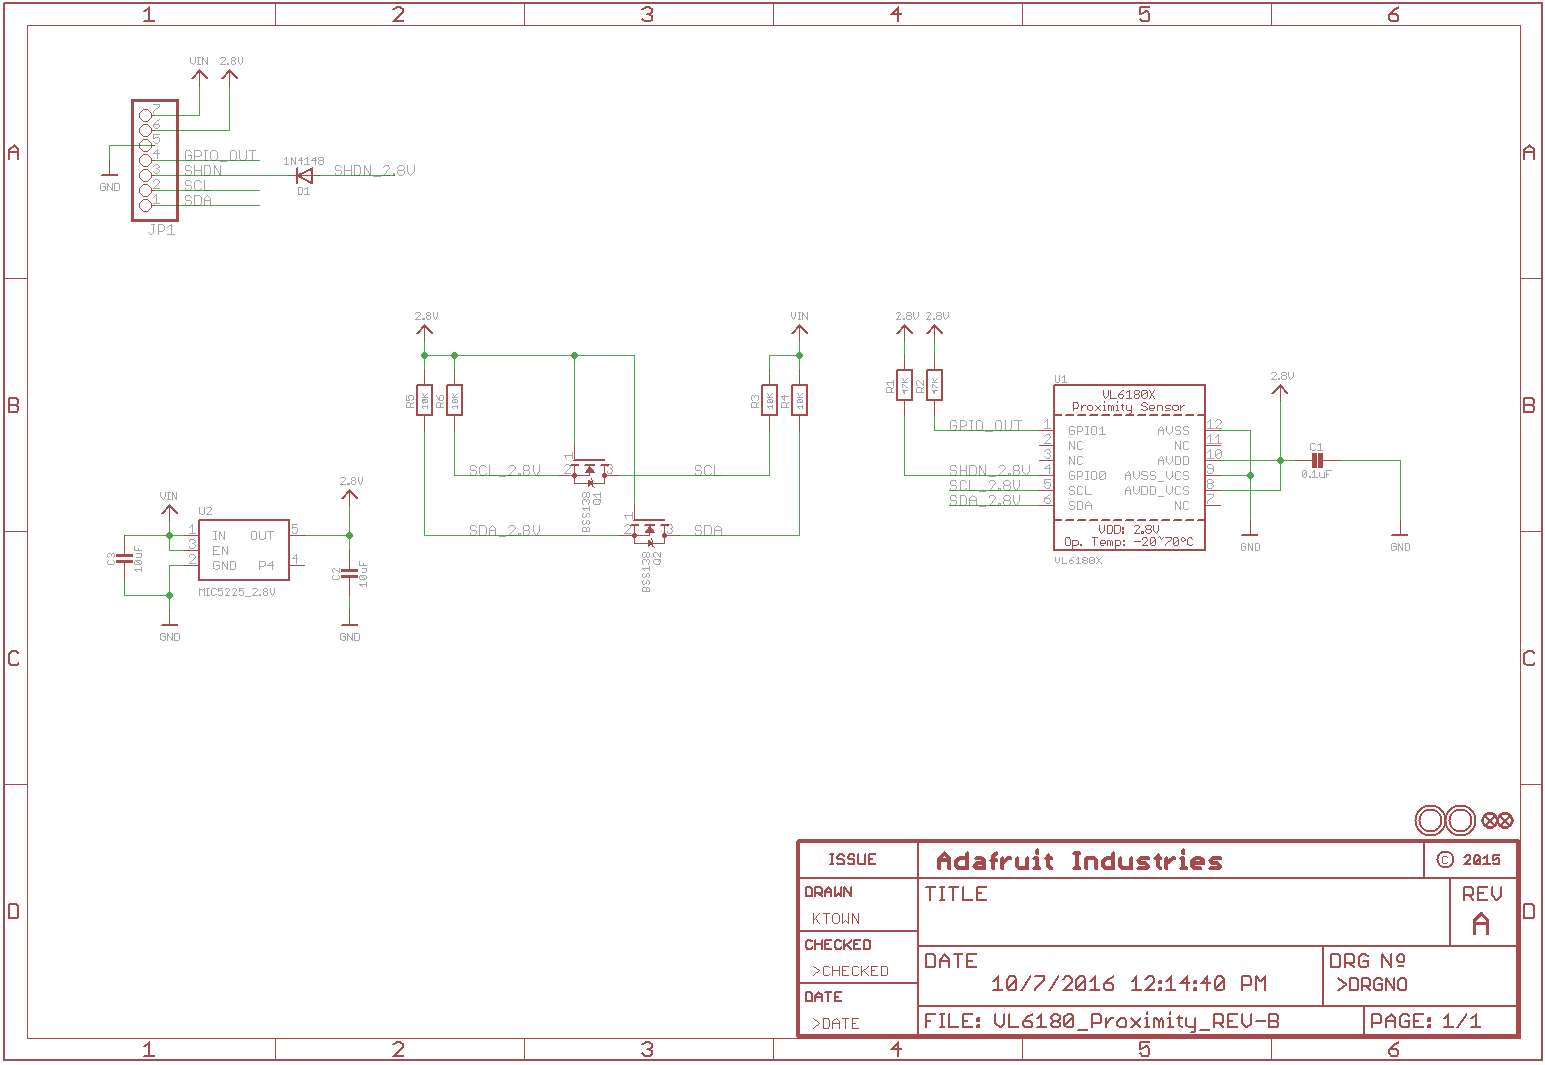 1 2 3 4 5 6
A A
B B
C C
D D
VIN 2.8V
7
6
5
4 GPIO_OUT
3 SHDN
2 SCL
1 SDA
GND
JP1
1N4148
D1
SHDN_2.8V
2.8V
R5 10K
R6 10K
SCL_2.8V
1
2 3
BSS138
Q1
SCL
VIN
R3 10K
R4 10K
SDA_2.8V
1
2 3
BSS138
Q2
SDA
2.8V 2.8V
R1 47K
R2 47K
GPIO_OUT
SHDN_2.8V
SCL_2.8V
SDA_2.8V
U1
VL6180X
Proximity Sensor
1 GPIO1 AVSS 12
2 NC NC 11
3 NC AVDD 10
4 GPIO0 AVSS_VCS 9
5 SCL AVDD_VCS 8
6 SDA NC 7
VDD: 2.8V
Op. Temp: -20~70°C
VL6180X
2.8V
C1
0.1uF
GND
GND
VIN
C3 10uF
U2
1 IN OUT 5
3 EN
2 GND P4 4
MIC5225_2.8V
GND
2.8V
C2 10uF
GND
ISSUE
Adafruit Industries
© 2015
DRAWN
KTOWN
TITLE
REV
A
CHECKED
>CHECKED
DATE
10/7/2016 12:14:40 PM
DRG Nº
>DRGNO
DATE
>DATE
FILE: VL6180_Proximity_REV-B
PAGE: 1/1
1 2 3 4 5 6